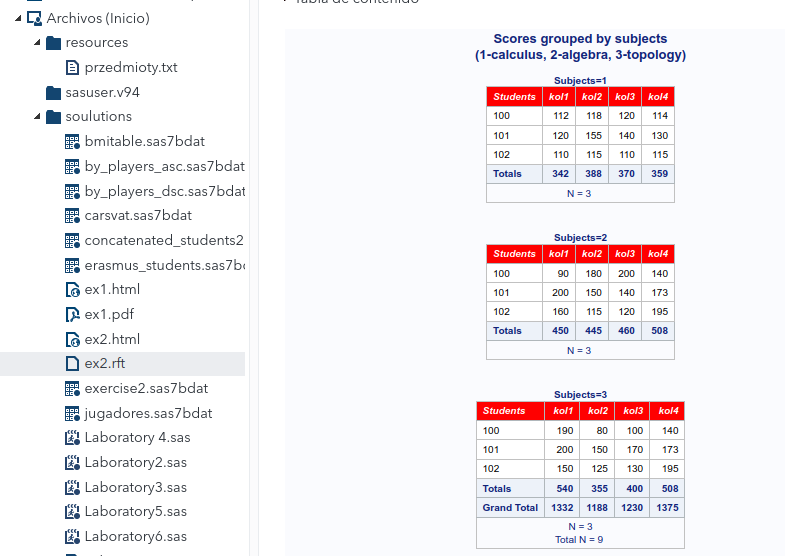 Archivos (Inicio)
resources
przedmioty.txt
sasuser.v94
soulutions
bmitable.sas7bdat
by_players_asc.sas7bdat
by_players_dsc.sas7bdat
carsvat.sas7bdat
concatenated_students2
erasmus_students.sas7b
ex1.html
ex1.pdf
ex2.html
ex2.rft
exercise2.sas7bdat
jugadores.sas7bdat
Laboratory 4.sas
Laboratory2.sas
Laboratory3.sas
Laboratory5.sas
Laboratory6.sas
Tabla de contenido
Scores grouped by subjects
(1-calculus, 2-algebra, 3-topology)
Subjects=1
Students kol1 kol2 kol3 kol4
100 112 118 120 114
101 120 155 140 130
102 110 115 110 115
Totals 342 388 370 359
N = 3
Subjects=2
Students kol1 kol2 kol3 kol4
100 90 180 200 140
101 200 150 140 173
102 160 115 120 195
Totals 450 445 460 508
N = 3
Subjects=3
Students kol1 kol2 kol3 kol4
100 190 80 100 140
101 200 150 170 173
102 150 125 130 195
Totals 540 355 400 508
Grand Total 1332 1188 1230 1375
N = 3
Total N = 9